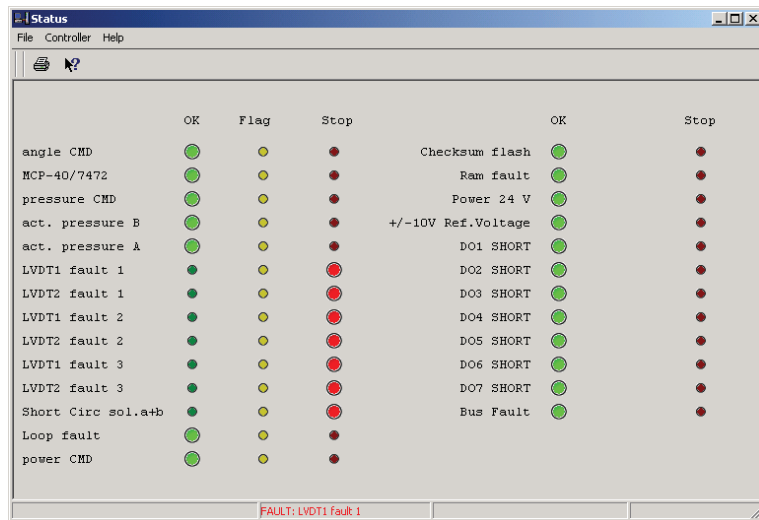 Status
File Controller Help
OK Flag Stop OK Stop
angle CMD Checksum flash
MCP-40/7472 Ram fault
pressure CMD Power 24 V
act. pressure B +/-10V Ref.Voltage
act. pressure A DO1 SHORT
LVDT1 fault 1 DO2 SHORT
LVDT2 fault 1 DO3 SHORT
LVDT1 fault 2 DO4 SHORT
LVDT2 fault 2 DO5 SHORT
LVDT1 fault 3 DO6 SHORT
LVDT2 fault 3 DO7 SHORT
Short Circ sol.a+b Bus Fault
Loop fault
power CMD
FAULT: LVDT1 fault 1